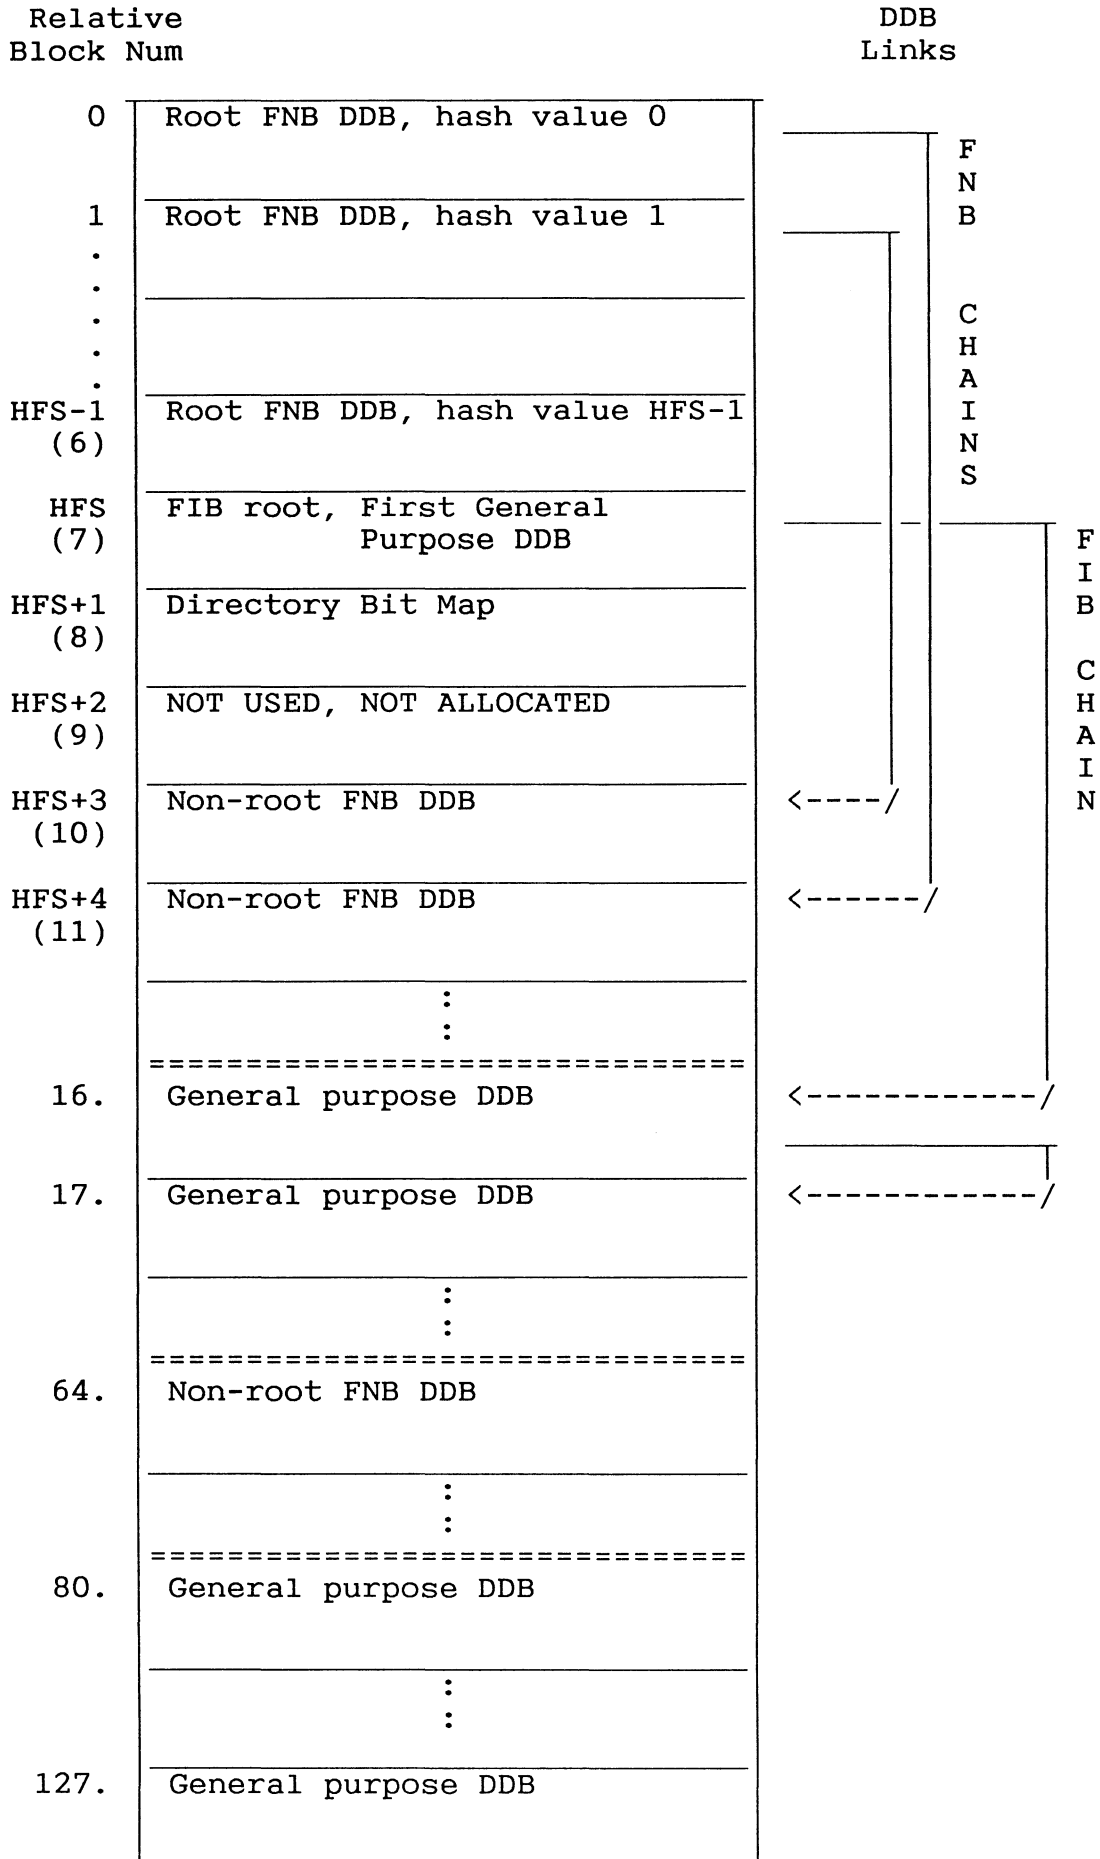 Relative DDB
Block Num Links
0 Root FNB DDB, hash value 0
1 Root FNB DDB, hash value 1
.
.
.
.
.
HFS-1 Root FNB DDB, hash value HFS-1
(6)
HFS FIB root, First General
(7) Purpose DDB
HFS+1 Directory Bit Map
(8)
HFS+2 NOT USED, NOT ALLOCATED
(9)
HFS+3 Non-root FNB DDB <----/
(10)
HFS+4 Non-root FNB DDB <------/
(11)
:
:
==============================
16. General purpose DDB <------------/
17. General purpose DDB <------------/
:
:
==============================
64. Non-root FNB DDB
:
:
==============================
80. General purpose DDB
:
:
127. General purpose DDB
FNB CHAINS
FIB CHAIN